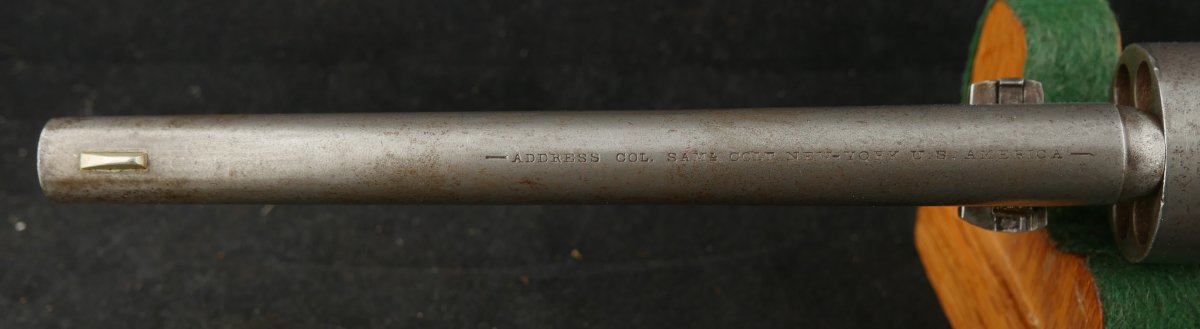 —ADDRESS COL. SAMˡ COLT NEW-YORK U.S. AMERICA—